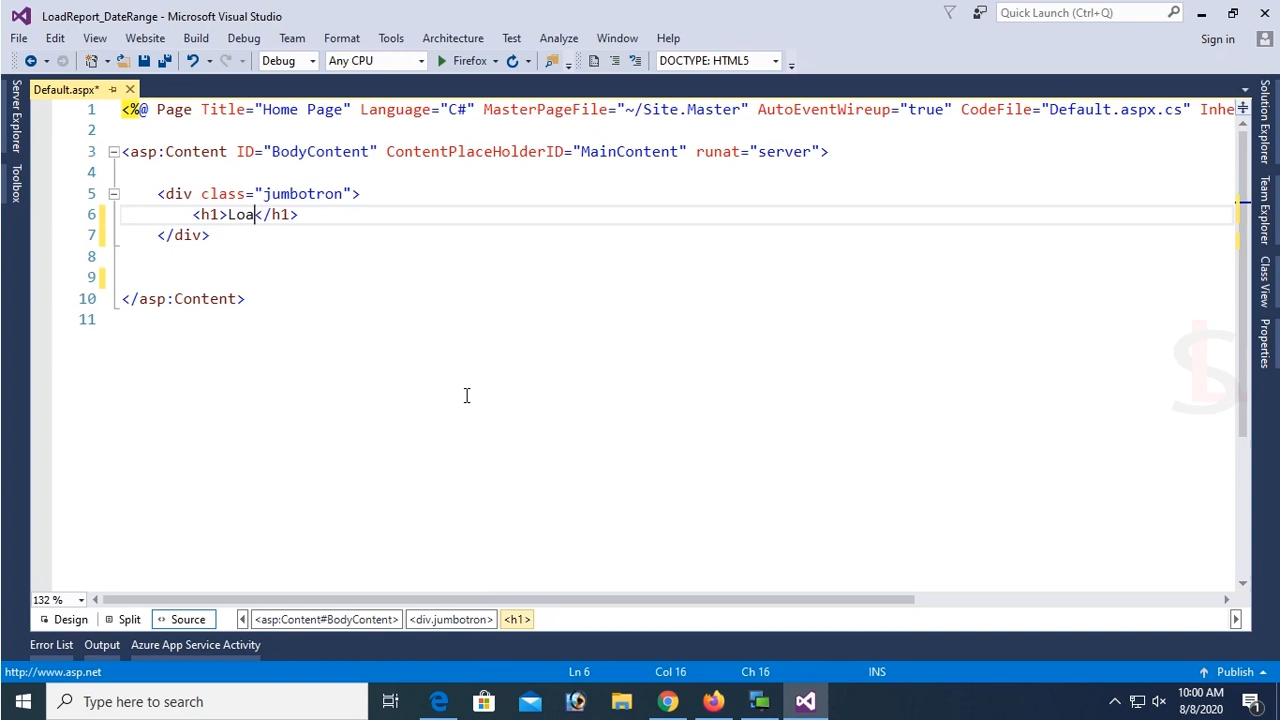 LoadReport_DateRange - Microsoft Visual Studio
Quick Launch (Ctrl+Q)
File Edit View Website Build Debug Team Format Tools Architecture Test Analyze Window Help
Sign in
Debug Any CPU Firefox DOCTYPE: HTML5
Server Explorer
Toolbox
Default.aspx*
1 <%@ Page Title="Home Page" Language="C#" MasterPageFile="~/Site.Master" AutoEventWireup="true" CodeFile="Default.aspx.cs" Inhe
2
3 <asp:Content ID="BodyContent" ContentPlaceHolderID="MainContent" runat="server">
4
5 <div class="jumbotron">
6 <h1>Loa</h1>
7 </div>
8
9
10 </asp:Content>
11
Solution Explorer
Team Explorer
Class View
Properties
LS
132 %
Design Split Source <asp:Content#BodyContent> <div.jumbotron> <h1>
Error List Output Azure App Service Activity
http://www.asp.net Ln 6 Col 16 Ch 16 INS Publish
Type here to search
10:00 AM
8/8/2020
1